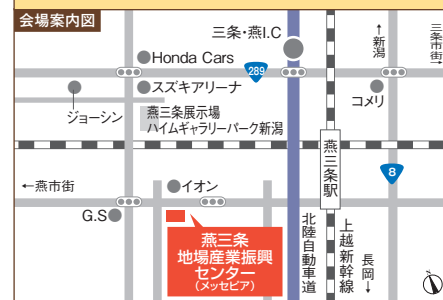 会場案内図
三条・燕I.C
↑新潟
三条市街→
Honda Cars
289
スズキアリーナ
コメリ
ジョーシン
燕三条展示場
ハイムギャラリーパーク新潟
燕三条駅
8
←燕市街
イオン
G.S
燕三条
地場産業振興
センター
(メッセピア)
北陸自動車道
上越新幹線
長岡↓
N